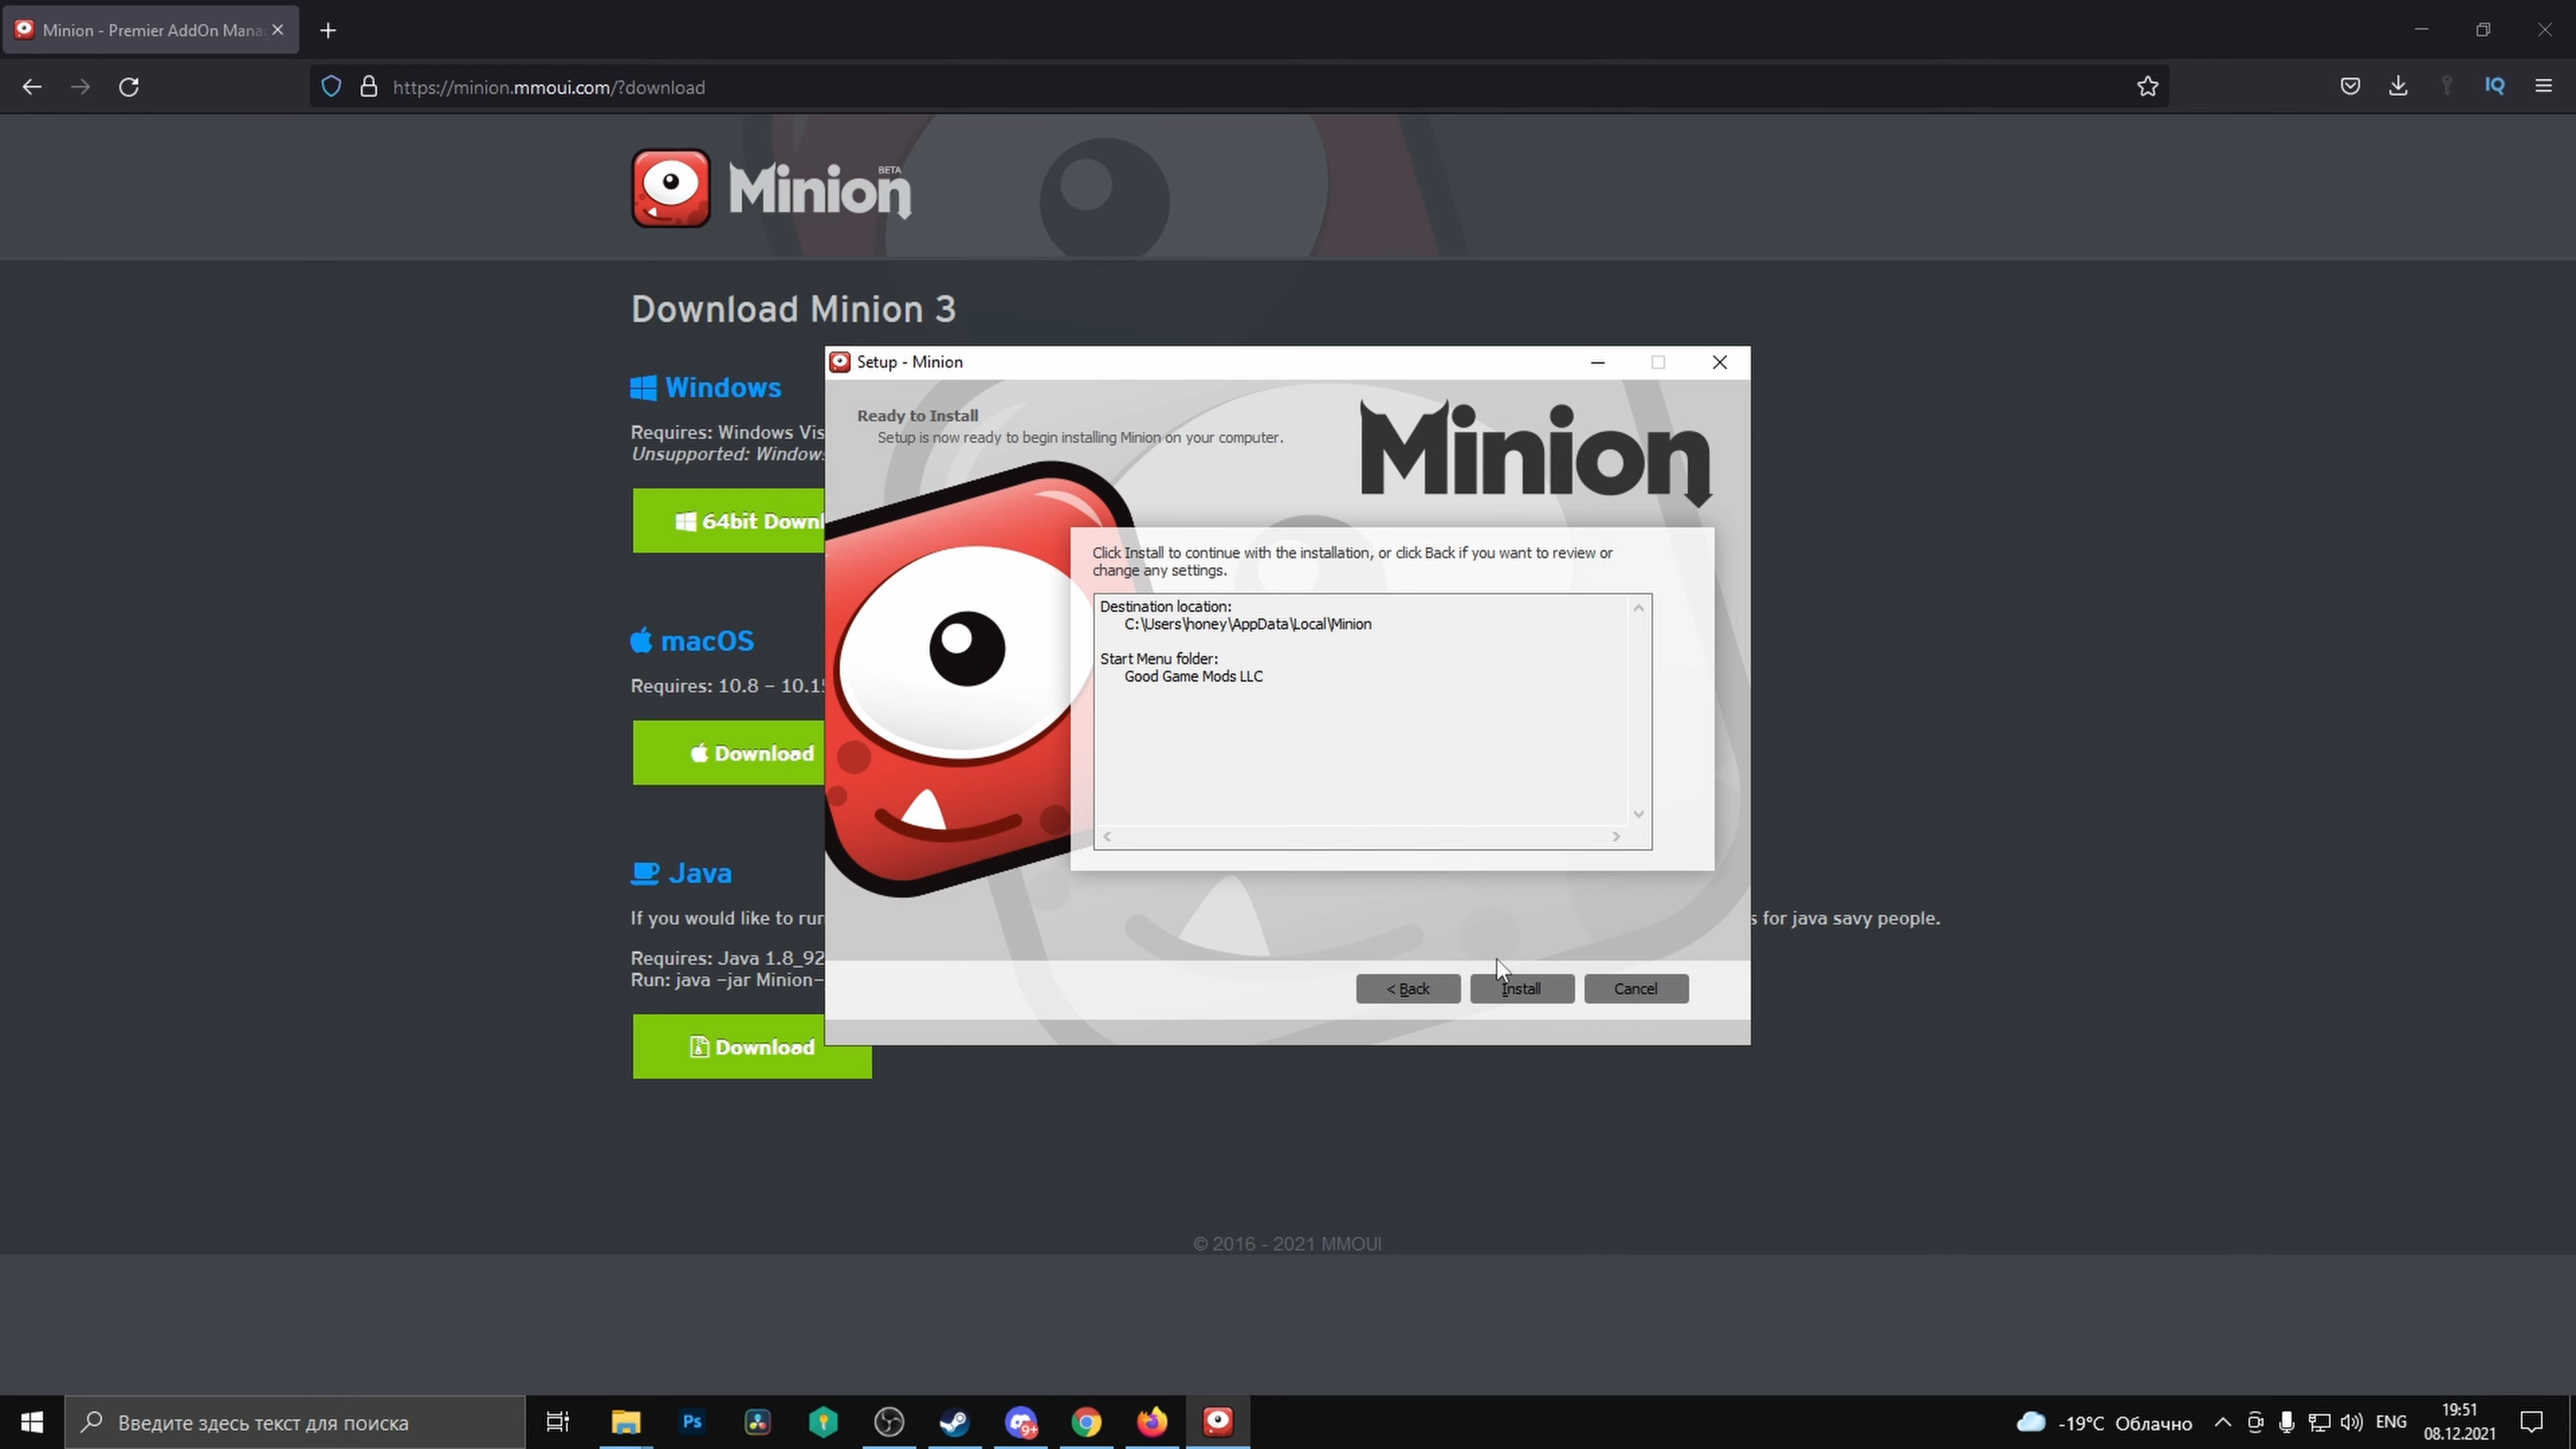 Minion - Premier AddOn Mana
https://minion.mmoui.com/?download
IQ
Minion
BETA
Download Minion 3
Windows
Requires: Windows Vis
Unsupported: Window
64bit Downl
macOS
Requires: 10.8 – 10.1
Download
Java
If you would like to run
s for java savy people.
Requires: Java 1.8_92
Run: java –jar Minion–
Download
Setup - Minion
Ready to Install
Setup is now ready to begin installing Minion on your computer.
Minion
Click Install to continue with the installation, or click Back if you want to review or
change any settings.
Destination location:
C:\Users\honey\AppData\Local\Minion
Start Menu folder:
Good Game Mods LLC
< Back
Install
Cancel
© 2016 - 2021 MMOUI
Введите здесь текст для поиска
Ps
9+
-19°C Облачно
ENG
19:51
08.12.2021